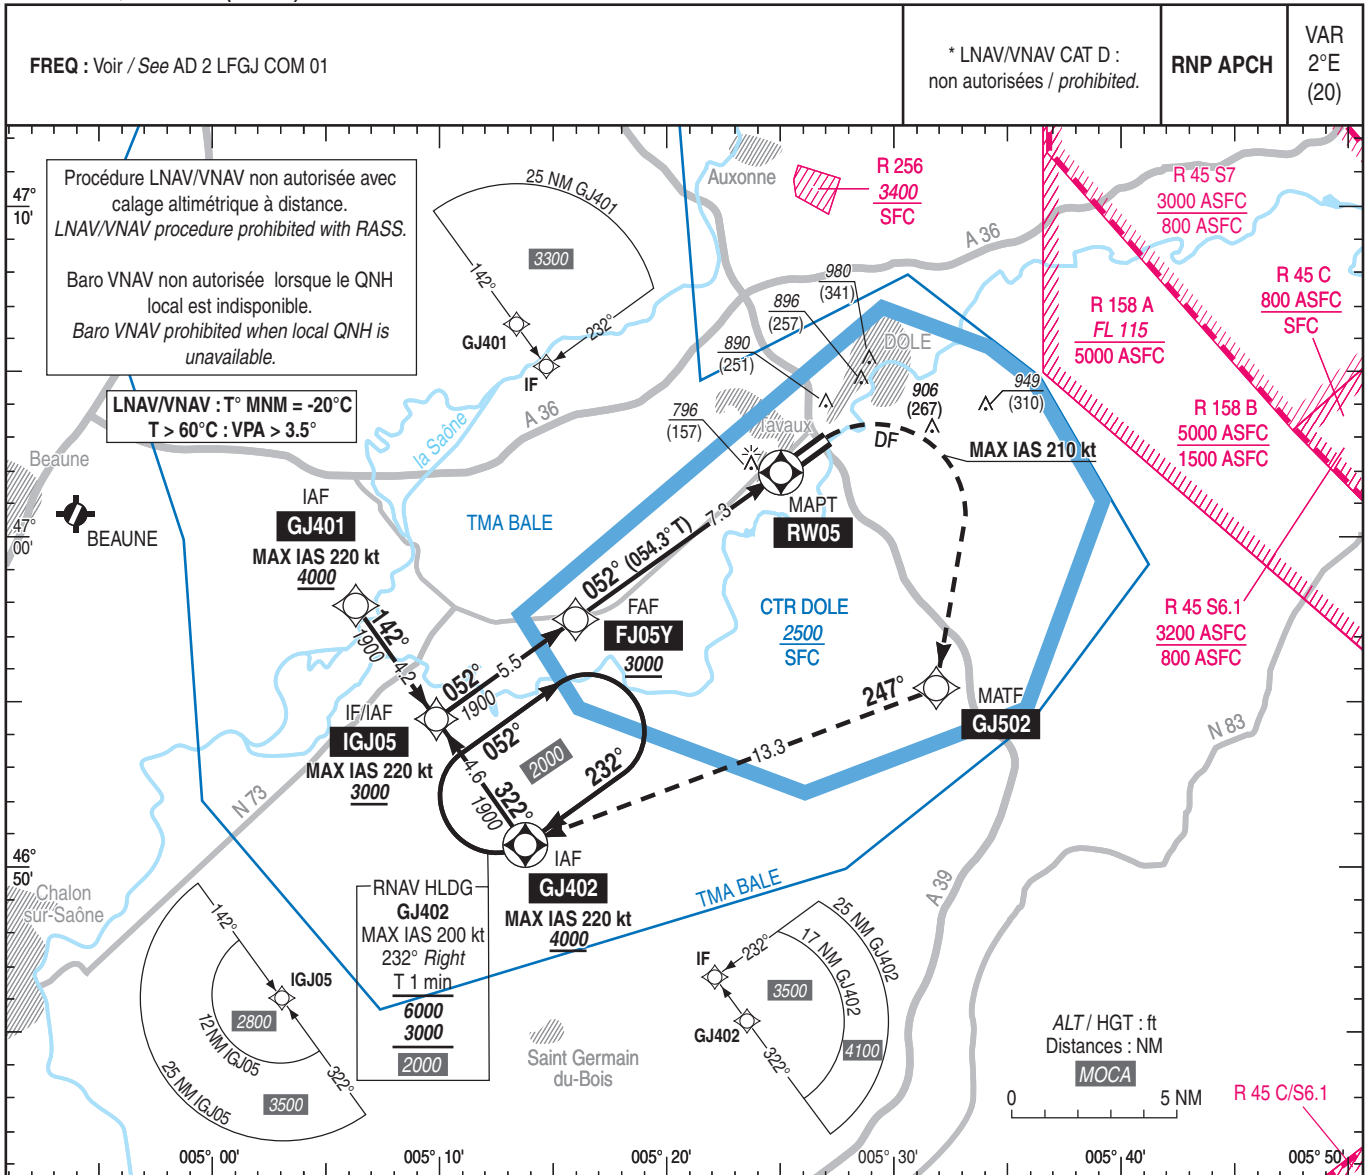 FREQ : Voir / See AD 2 LFGJ COM 01
* LNAV/VNAV CAT D :
non autorisées / prohibited.
RNP APCH
VAR
2°E
(20)
Procédure LNAV/VNAV non autorisée avec
calage altimétrique à distance.
LNAV/VNAV procedure prohibited with RASS.
Baro VNAV non autorisée lorsque le QNH
local est indisponible.
Baro VNAV prohibited when local QNH is
unavailable.
LNAV/VNAV : T° MNM = -20°C
T > 60°C : VPA > 3.5°
47°
10'
25 NM GJ401
3300
142°
232°
GJ401
IF
Auxonne
R 256
3400
SFC
A 36
R 45 S7
3000 ASFC
800 ASFC
R 45 C
800 ASFC
SFC
R 158 A
FL 115
5000 ASFC
R 158 B
5000 ASFC
1500 ASFC
980
(341)
896
(257)
890
(251)
DOLE
906
(267)
949
(310)
796
(157)
Tavaux
DF
MAX IAS 210 kt
A 36
la Saône
Beaune
BEAUNE
47°
00'
IAF
GJ401
MAX IAS 220 kt
4000
TMA BALE
MAPT
RW05
7.3
052° (054.3° T)
142°
1900
4.2
FAF
FJ05Y
3000
CTR DOLE
2500
SFC
R 45 S6.1
3200 ASFC
800 ASFC
052°
5.5
1900
IF/IAF
IGJ05
MAX IAS 220 kt
3000
052°
2000
232°
4.6
322°
1900
247°
MATF
GJ502
13.3
N 83
N 73
46°
50'
IAF
GJ402
MAX IAS 220 kt
4000
TMA BALE
A 39
Chalon
sur-Saône
RNAV HLDG
GJ402
MAX IAS 200 kt
232° Right
T 1 min
6000
3000
2000
142°
IGJ05
2800
12 NM IGJ05
322°
25 NM IGJ05
3500
Saint Germain
du-Bois
IF
232°
25 NM GJ402
17 NM GJ402
3500
GJ402
322°
4100
ALT / HGT : ft
Distances : NM
MOCA
0
5 NM
R 45 C/S6.1
005° 00'
005° 10'
005° 20'
005° 30'
005° 40'
005° 50'